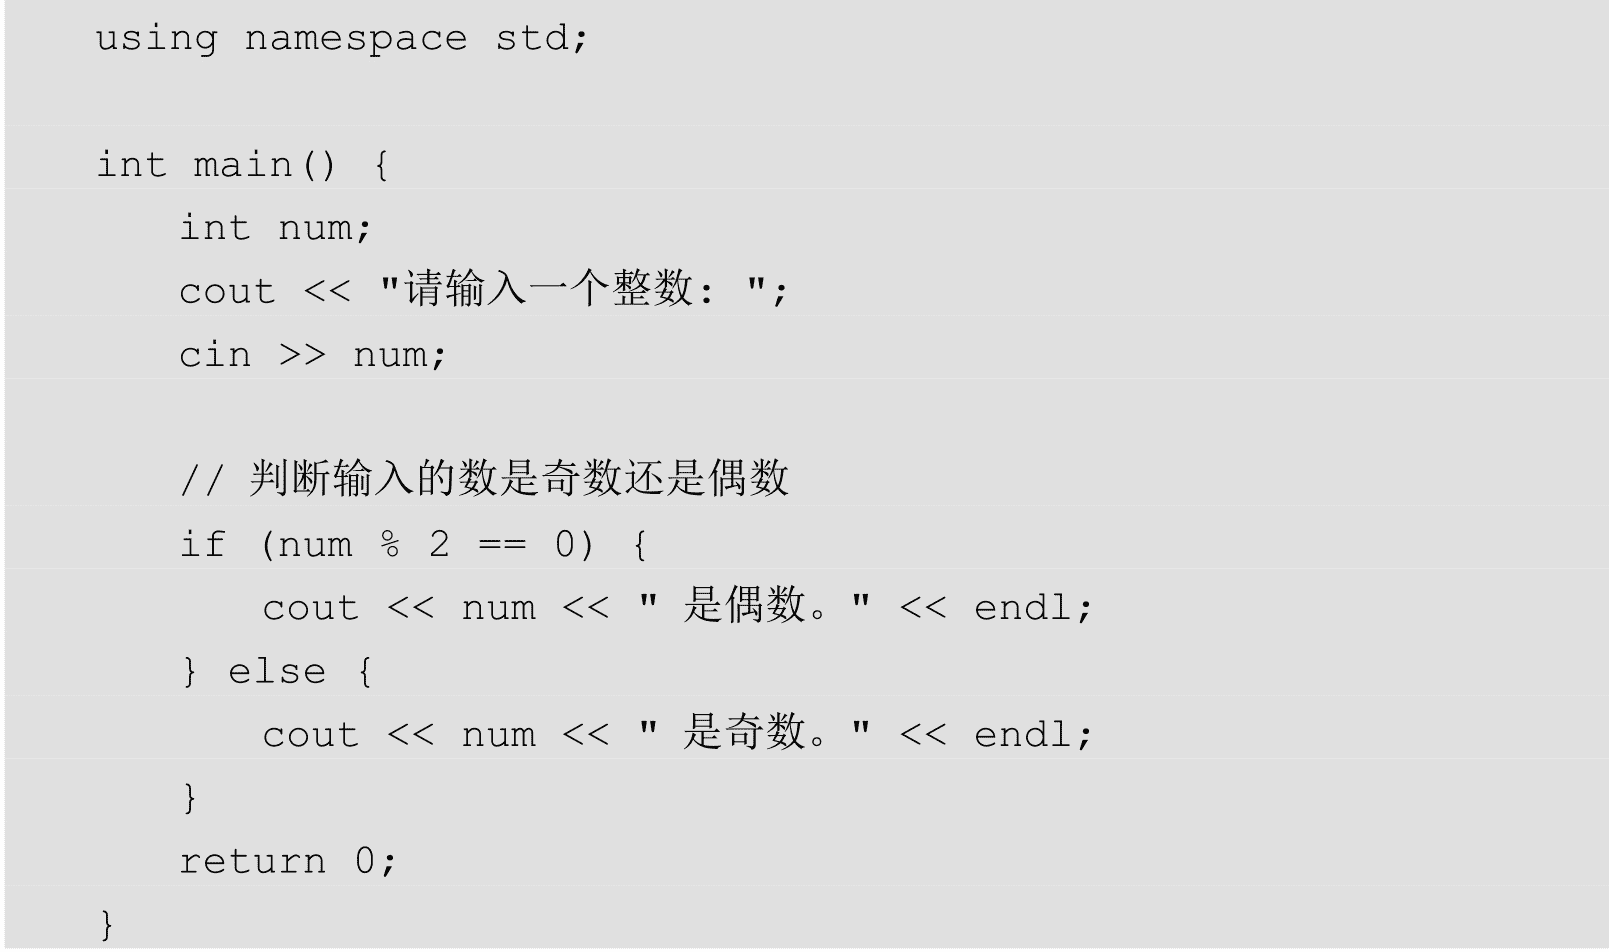 using namespace std;
int main() {
int num;
cout << "请输入一个整数: ";
cin >> num;
// 判断输入的数是奇数还是偶数
if (num % 2 == 0) {
cout << num << " 是偶数。" << endl;
} else {
cout << num << " 是奇数。" << endl;
}
return 0;
}